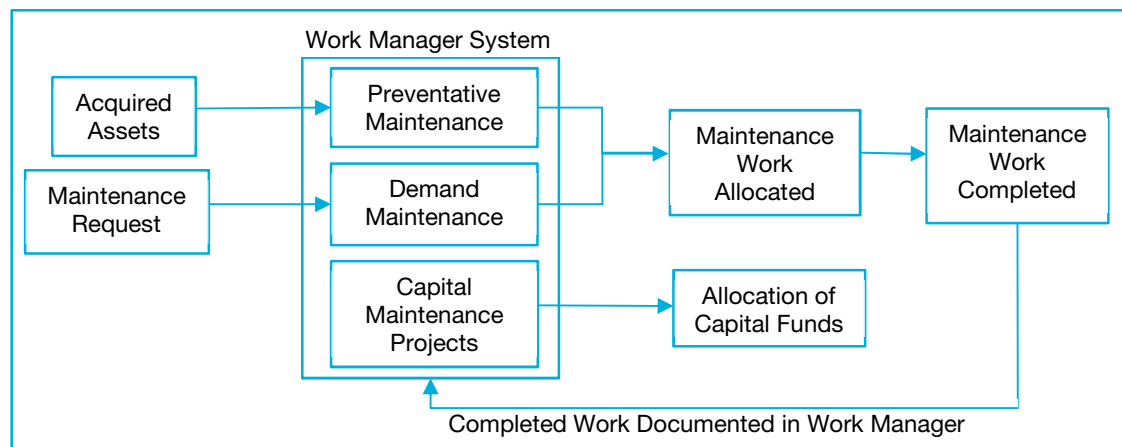 Work Manager System
Acquired
Assets
Preventative
Maintenance
Maintenance
Work
Allocated
Maintenance
Work
Completed
Maintenance
Request
Demand
Maintenance
Capital
Maintenance
Projects
Allocation of
Capital Funds
Completed Work Documented in Work Manager